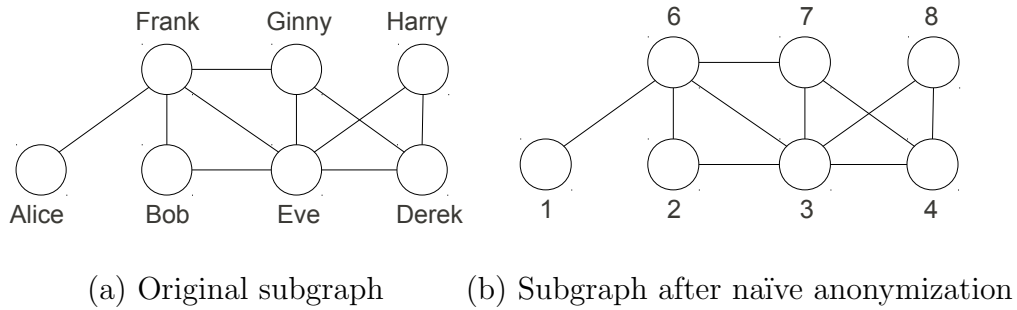 Frank Ginny Harry
Alice Bob Eve Derek
6 7 8
1 2 3 4
(a) Original subgraph
(b) Subgraph after naïve anonymization